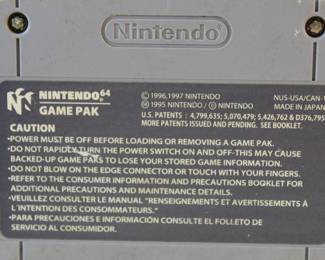 Nintendo
NINTENDO 64
GAME PAK
© 1996, 1997 NINTENDO
Ⓜ 1995 NINTENDO / © NINTENDO
NUS-USA/CAN-1
MADE IN JAPAN
U.S. PATENTS : 4,799,635; 5,070,479; 5,426,762 & D376,795
MORE PATENTS ISSUED AND PENDING. SEE BOOKLET.
CAUTION
•POWER MUST BE OFF BEFORE LOADING OR REMOVING A GAME PAK.
•DO NOT RAPIDLY TURN THE POWER SWITCH ON AND OFF-THIS MAY CAUSE
BACKED-UP GAME PAKS TO LOSE YOUR STORED GAME INFORMATION.
•DO NOT BLOW ON THE EDGE CONNECTOR OR TOUCH WITH YOUR FINGERS.
•REFER TO THE CONSUMER INFORMATION AND PRECAUTIONS BOOKLET FOR
ADDITIONAL PRECAUTIONS AND MAINTENANCE DETAILS.
•VEUILLEZ CONSULTER LE MANUAL "RENSEIGNEMENTS ET AVERTISSEMENTS À
L'INTENTION DES CONSOMMATEURS."
•PARA PRECAUCIONES E INFORMACIÓN CONSULTE EL FOLLETO DE
SERVICIO AL CONSUMIDOR.